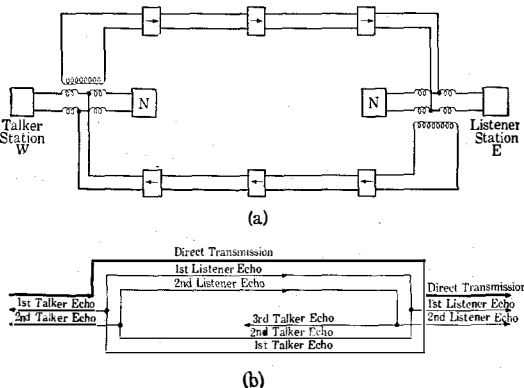 N
N
Talker
Station
W
Listener
Station
E
(a)
Direct Transmission
1st Listener Echo
2nd Listener Echo
Direct Transmission
1st Talker Echo
1st Listener Echo
2nd Talker Echo
3rd Talker Echo
2nd Listener Echo
2nd Talker Echo
1st Talker Echo
(b)